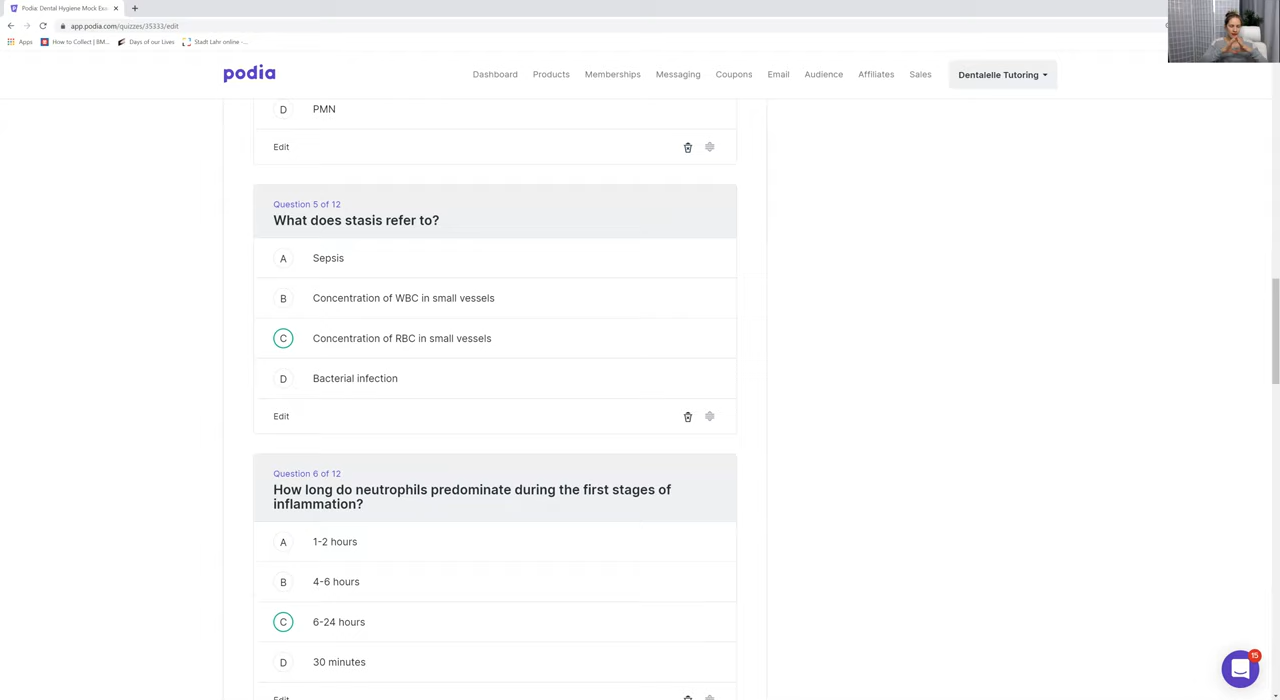 Podia: Dental Hygiene Mock Exa
app.podia.com/quizzes/35333/edit
Apps
How to Collect | BM...
Days of our Lives
Stadt Lahr online -...
podia
Dashboard
Products
Memberships
Messaging
Coupons
Email
Audience
Affiliates
Sales
Dentalelle Tutoring
D PMN
Edit
Question 5 of 12
What does stasis refer to?
A Sepsis
B Concentration of WBC in small vessels
C Concentration of RBC in small vessels
D Bacterial infection
Edit
Question 6 of 12
How long do neutrophils predominate during the first stages of
inflammation?
A 1-2 hours
B 4-6 hours
C 6-24 hours
D 30 minutes
Edit
15